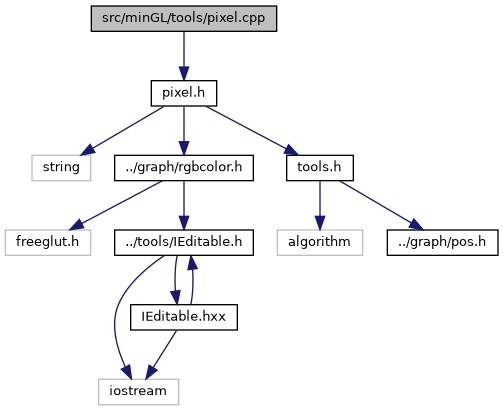 src/minGL/tools/pixel.cpp
pixel.h
string
../graph/rgbcolor.h
tools.h
freeglut.h
../tools/IEditable.h
algorithm
../graph/pos.h
IEditable.hxx
iostream